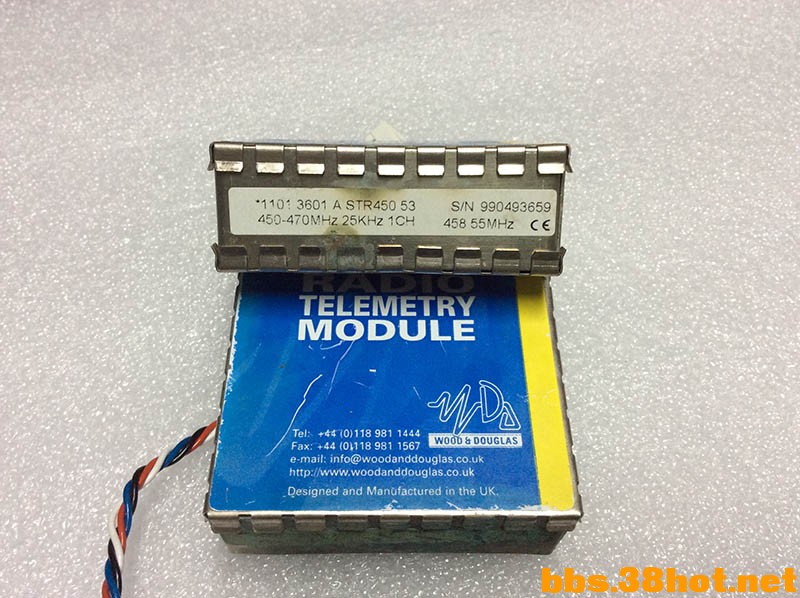 *1101 3601 A STR450 53 S/N 990493659
450-470MHz 25KHz 1CH 458 55MHz CE
RADIO
TELEMETRY
MODULE
WOOD & DOUGLAS
Tel: +44 (0)118 981 1444
Fax: +44 (0)118 981 1567
e-mail: info@woodanddouglas.co.uk
http://www.woodanddouglas.co.uk
Designed and Manufactured in the UK.
bbs.38hot.net